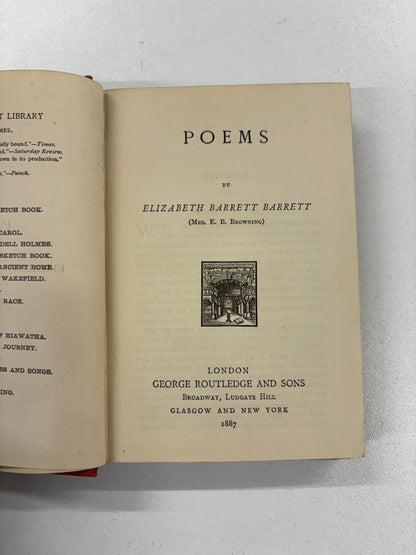 T LIBRARY
MES.
fully bound."—Times.
d."—Saturday Review.
own in its production,"
y."—Punch.
ETCH BOOK.
CAROL.
DELL HOLMES.
SKETCH BOOK.
ANCIENT ROME.
WAKEFIELD.
RACE.
F HIAWATHA.
JOURNEY.
ES AND SONGS.
NG.
POEMS
BY
ELIZABETH BARRETT BARRETT
(Mrs. E. B. Browning)
LONDON
GEORGE ROUTLEDGE AND SONS
Broadway, Ludgate Hill
GLASGOW AND NEW YORK
1887